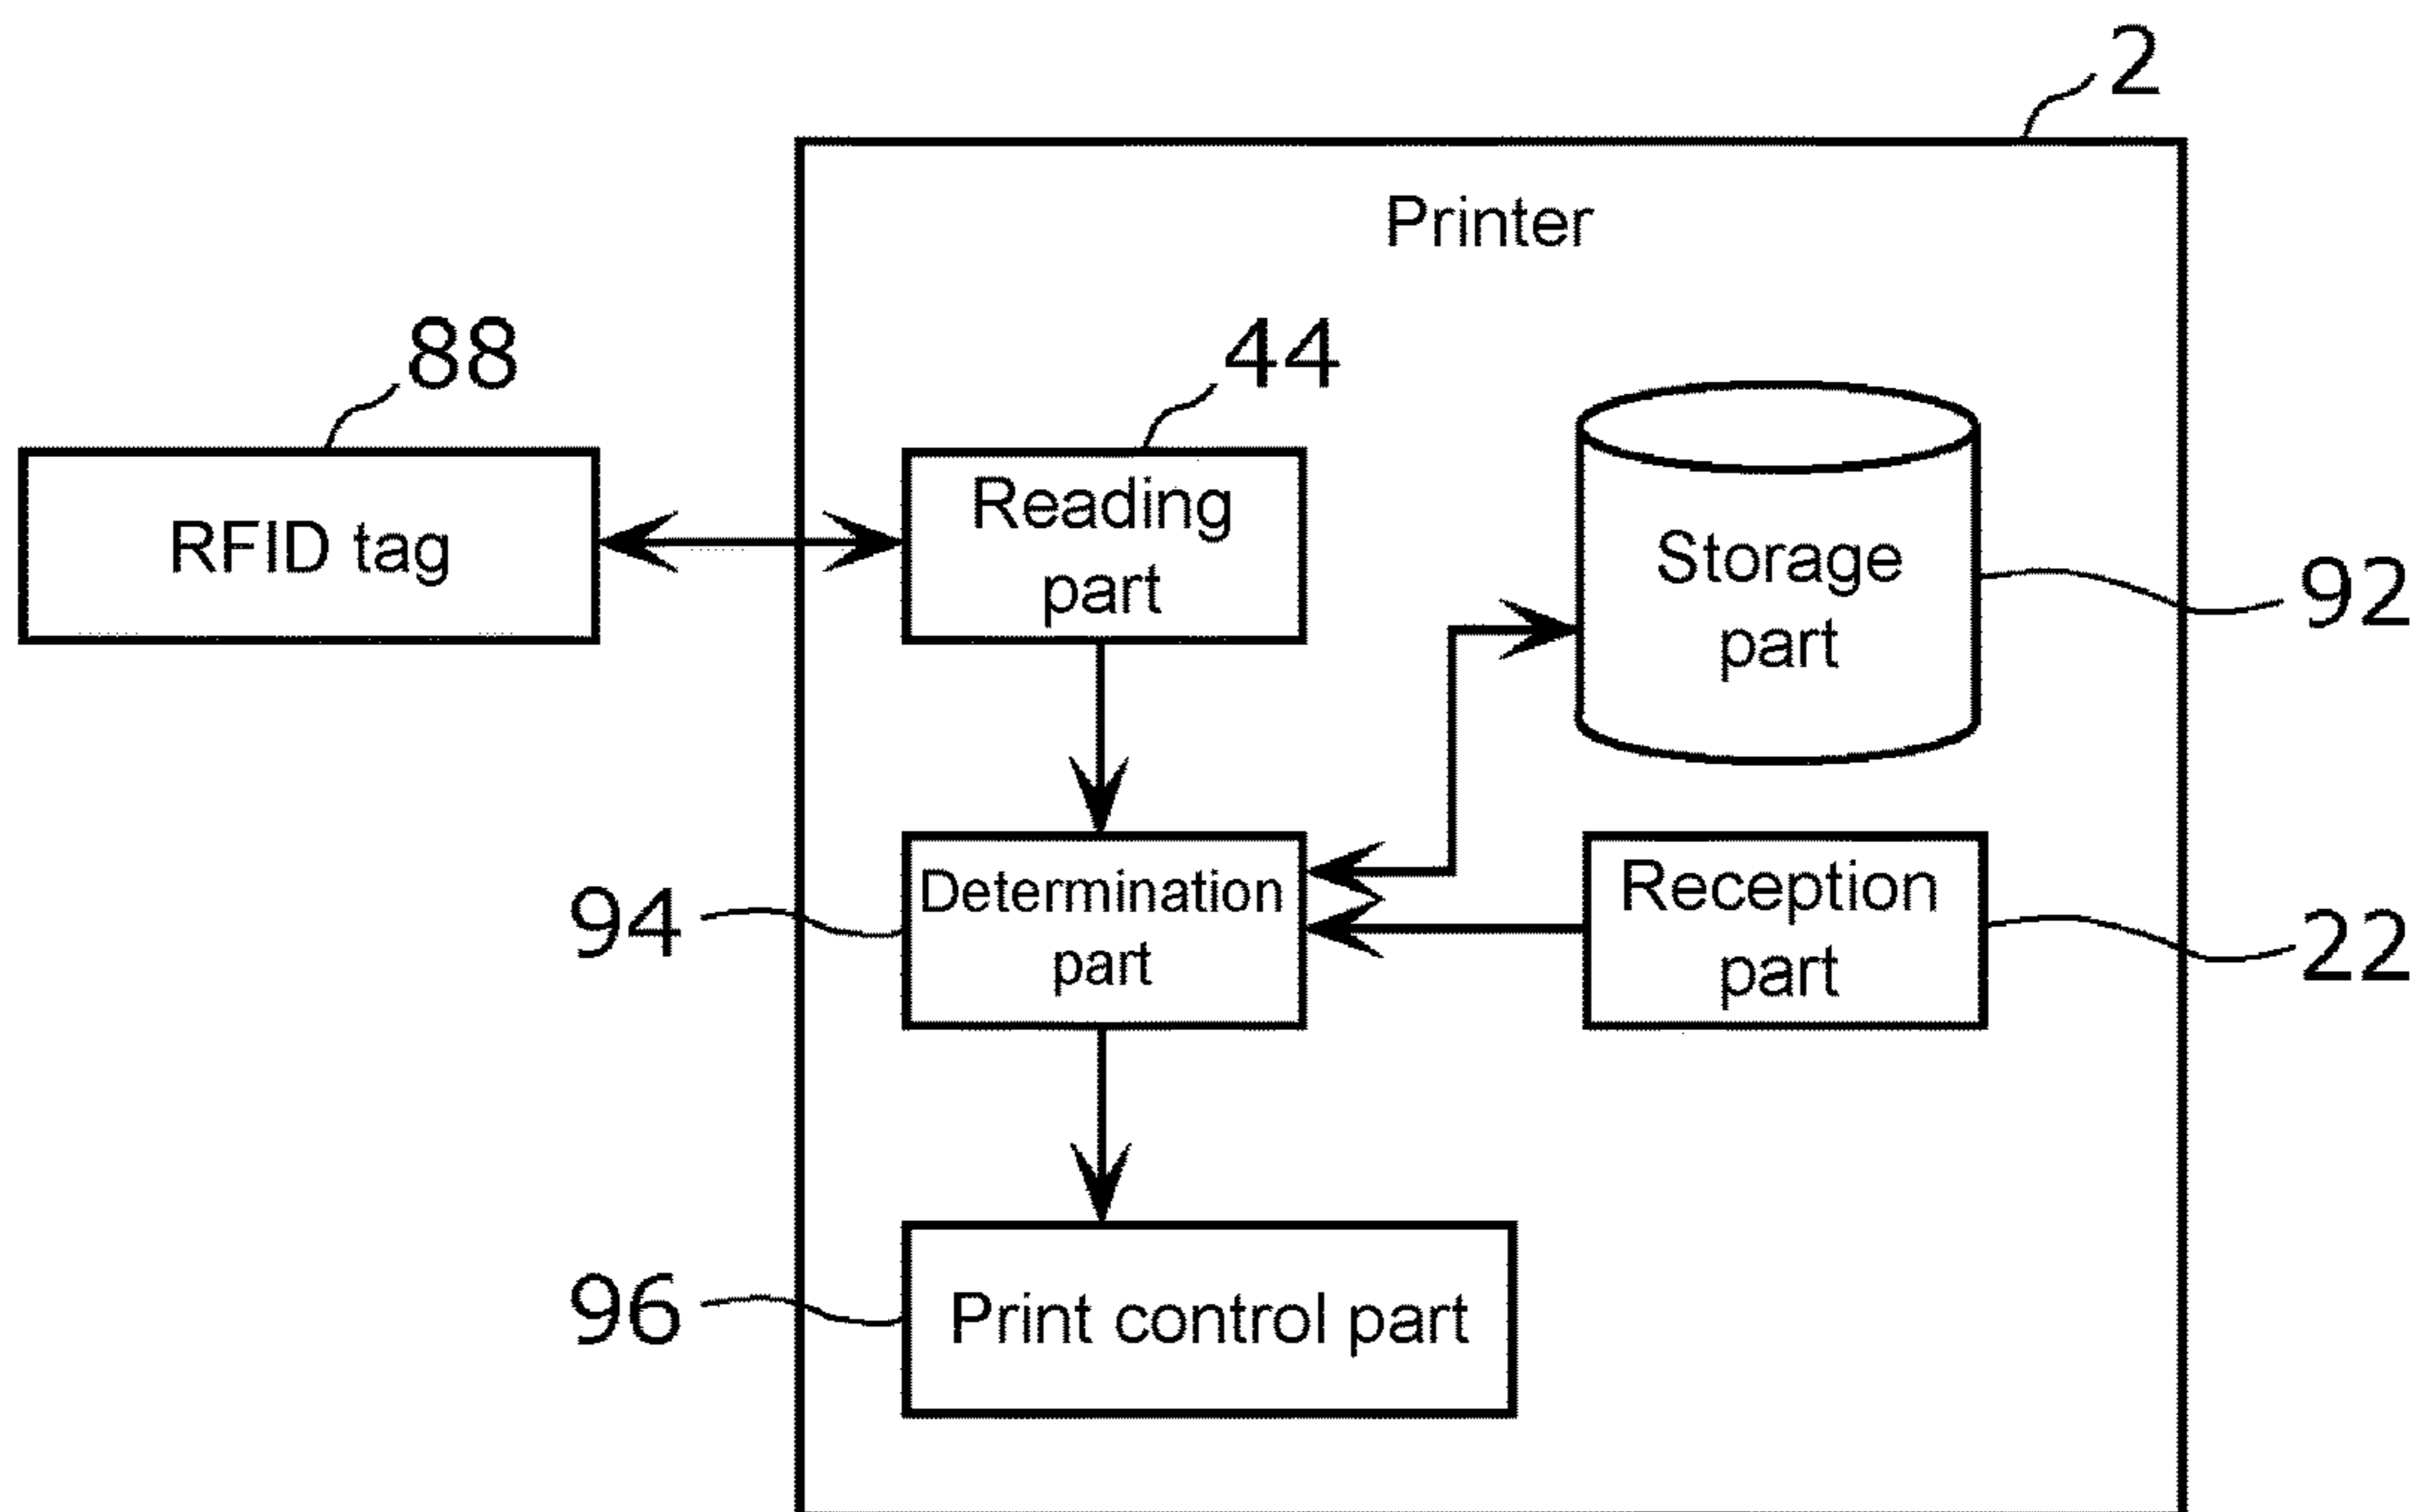 2
Printer
88
44
RFID tag
Reading
part
Storage
part
92
94
Determination
part
Reception
part
22
96
Print control part